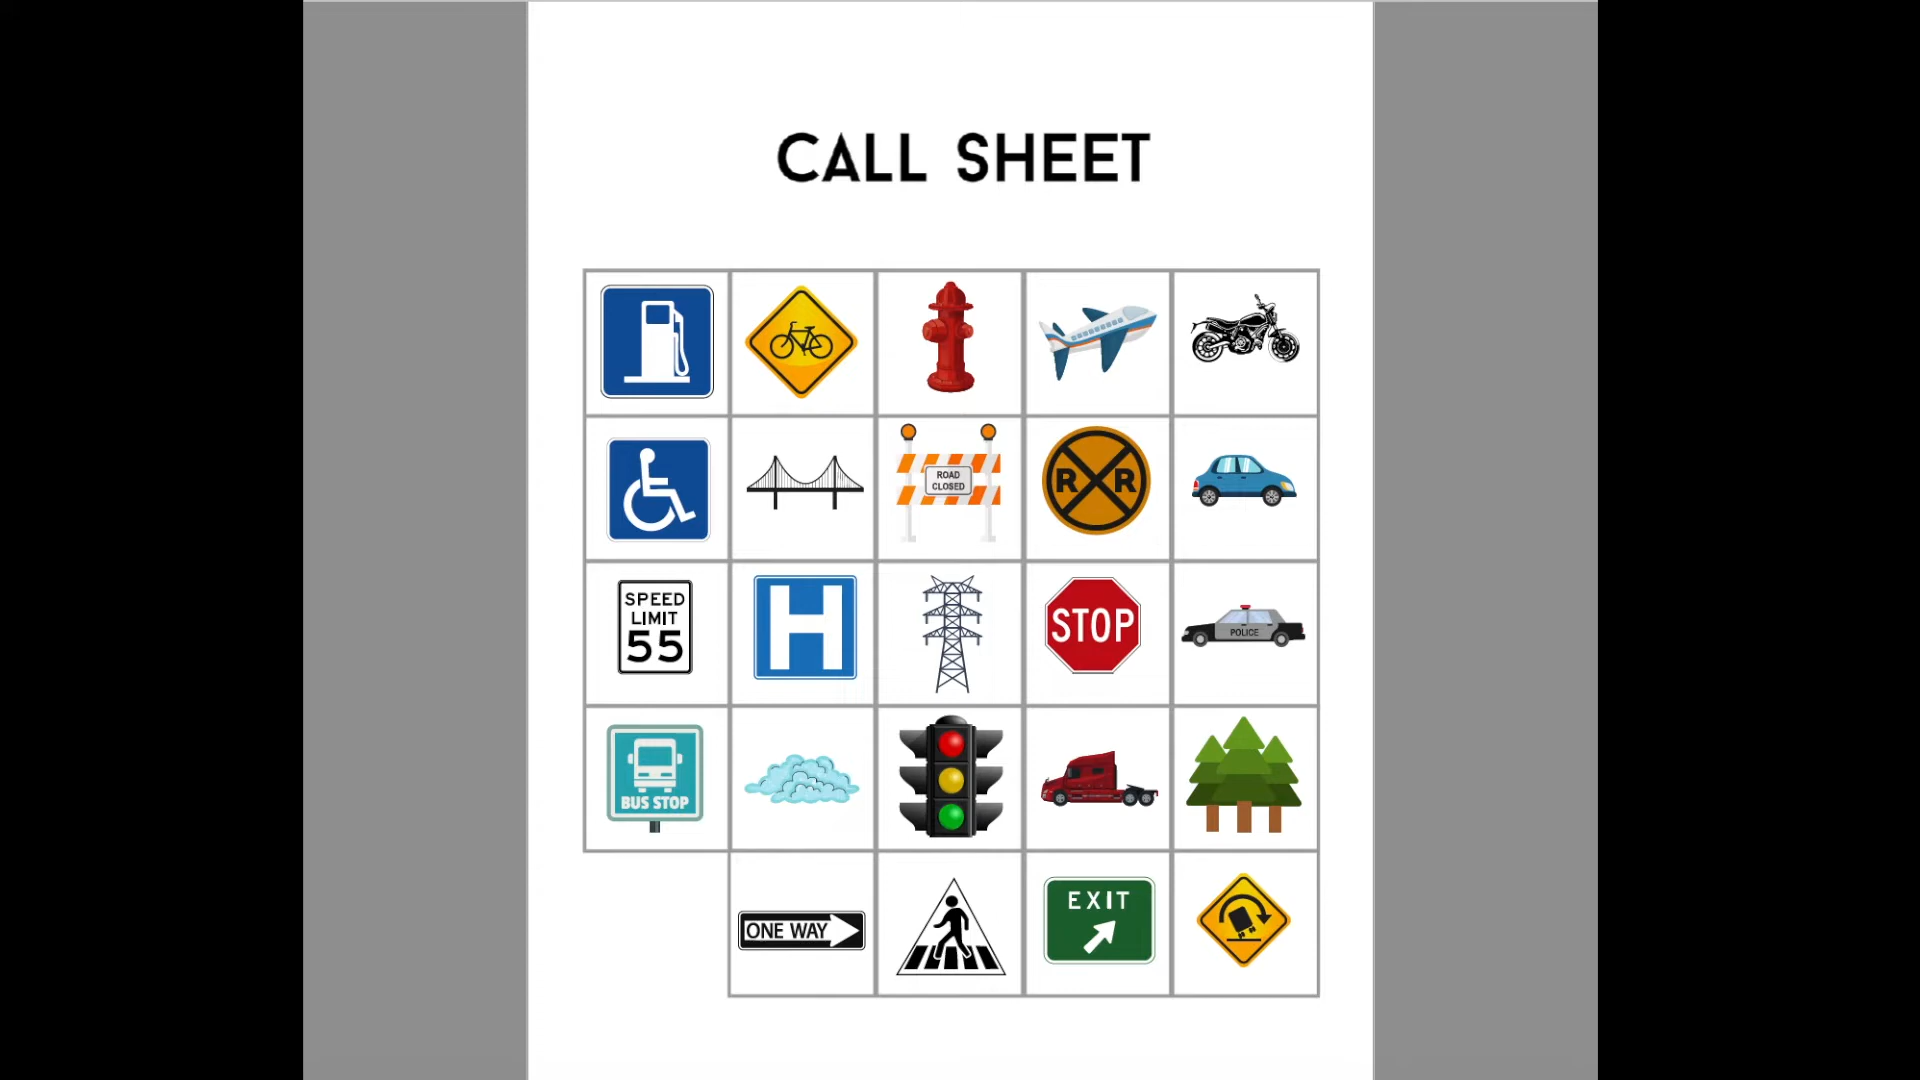 CALL SHEET
ROAD
CLOSED
R R
SPEED
LIMIT
55
H
STOP
POLICE
BUS STOP
ONE WAY
EXIT